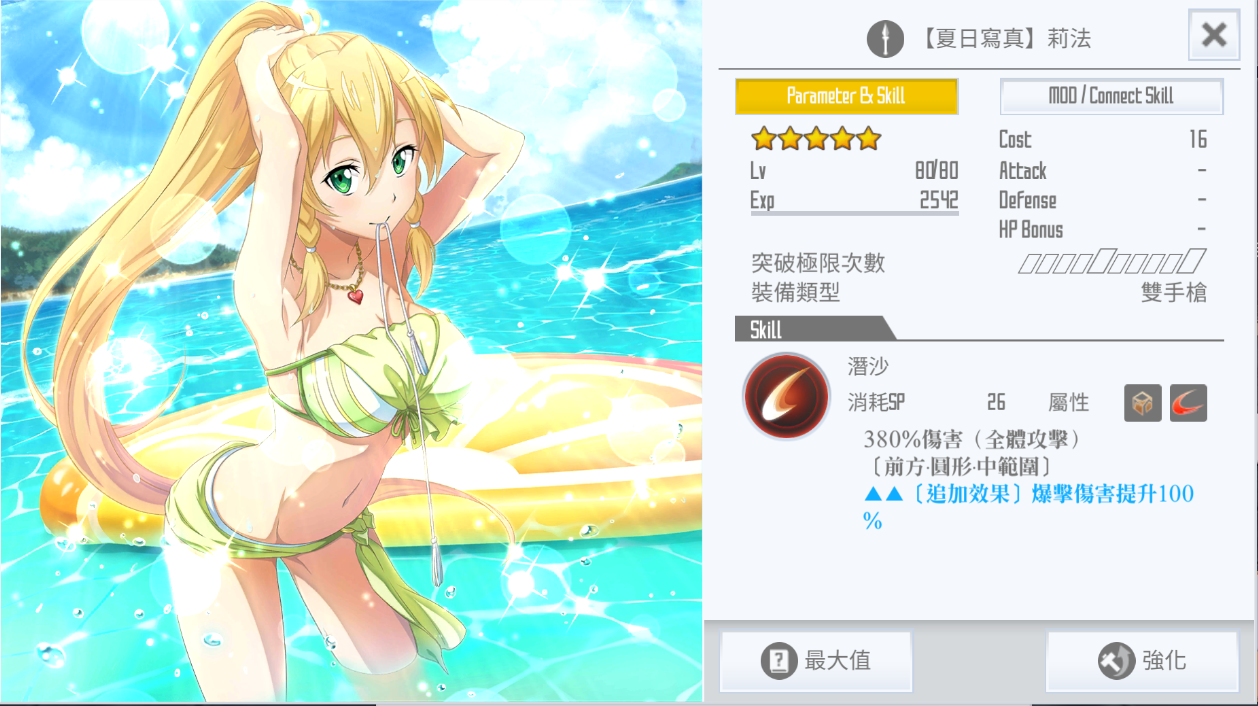 【夏日寫真】莉法
Parameter & Skill
MOD / Connect Skill
Lv 80/80
Exp 2542
Cost 16
Attack -
Defense -
HP Bonus -
突破極限次數
裝備類型 雙手槍
Skill
潛沙
消耗SP 26 屬性
380%傷害（全體攻擊）
〔前方·圓形·中範圍〕
▲▲〔追加效果〕爆擊傷害提升100
%
最大值
強化